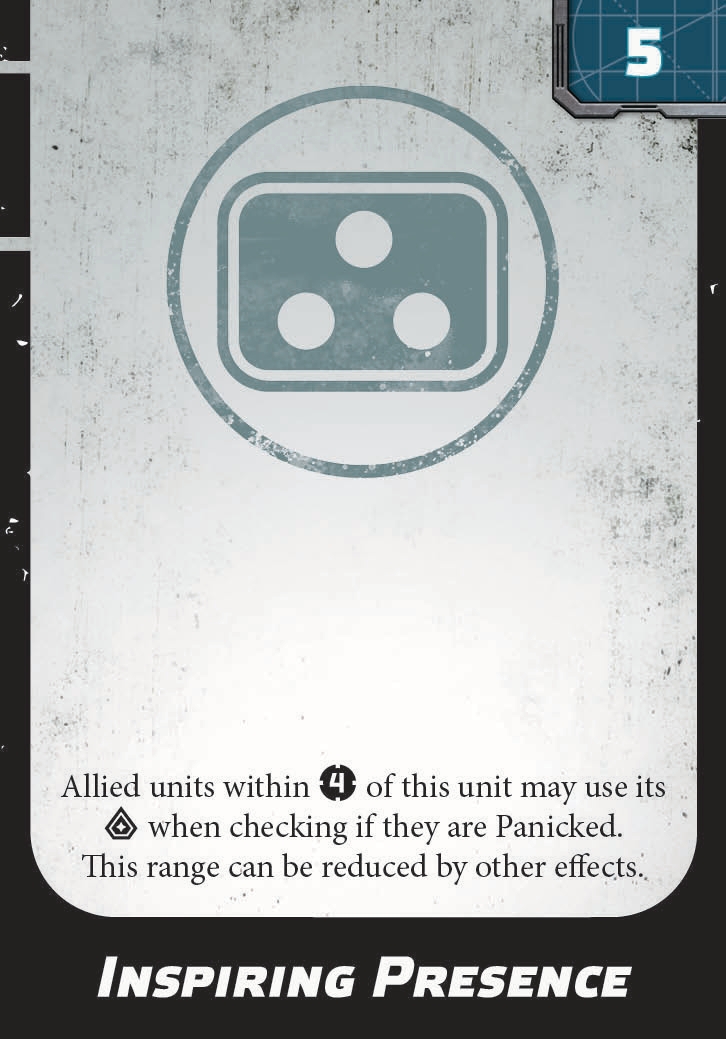 5
Allied units within 4 of this unit may use its
when checking if they are Panicked.
This range can be reduced by other effects.
Inspiring Presence